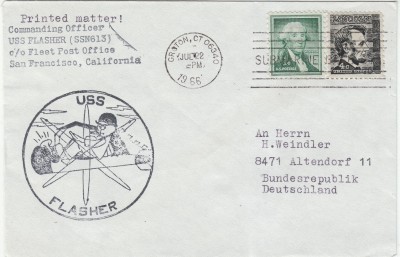 Printed matter!
Commanding Officer
USS FLASHER (SSN613)
c/o Fleet Post Office
San Francisco, California
GROTON, CT 06340
JUL 22
PM
1966
SUBMARINE
USS
FLASHER
An Herrn
H.Weindler
8471 Altendorf 11
Bundesrepublik
Deutschland